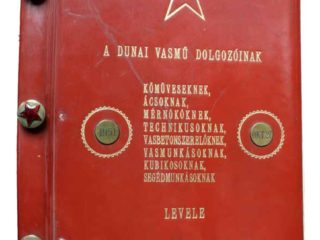 A DUNAI VASMŰ DOLGOZÓINAK
KŐMŰVESEKNEK,
ÁCSOKNAK,
MÉRNÖKÖKNEK,
TECHNIKUSOKNAK,
VASBETONSZERELŐKNEK,
VASMUNKÁSOKNAK,
KUBIKOSOKNAK,
SEGÉDMUNKÁSOKNAK
LEVELE